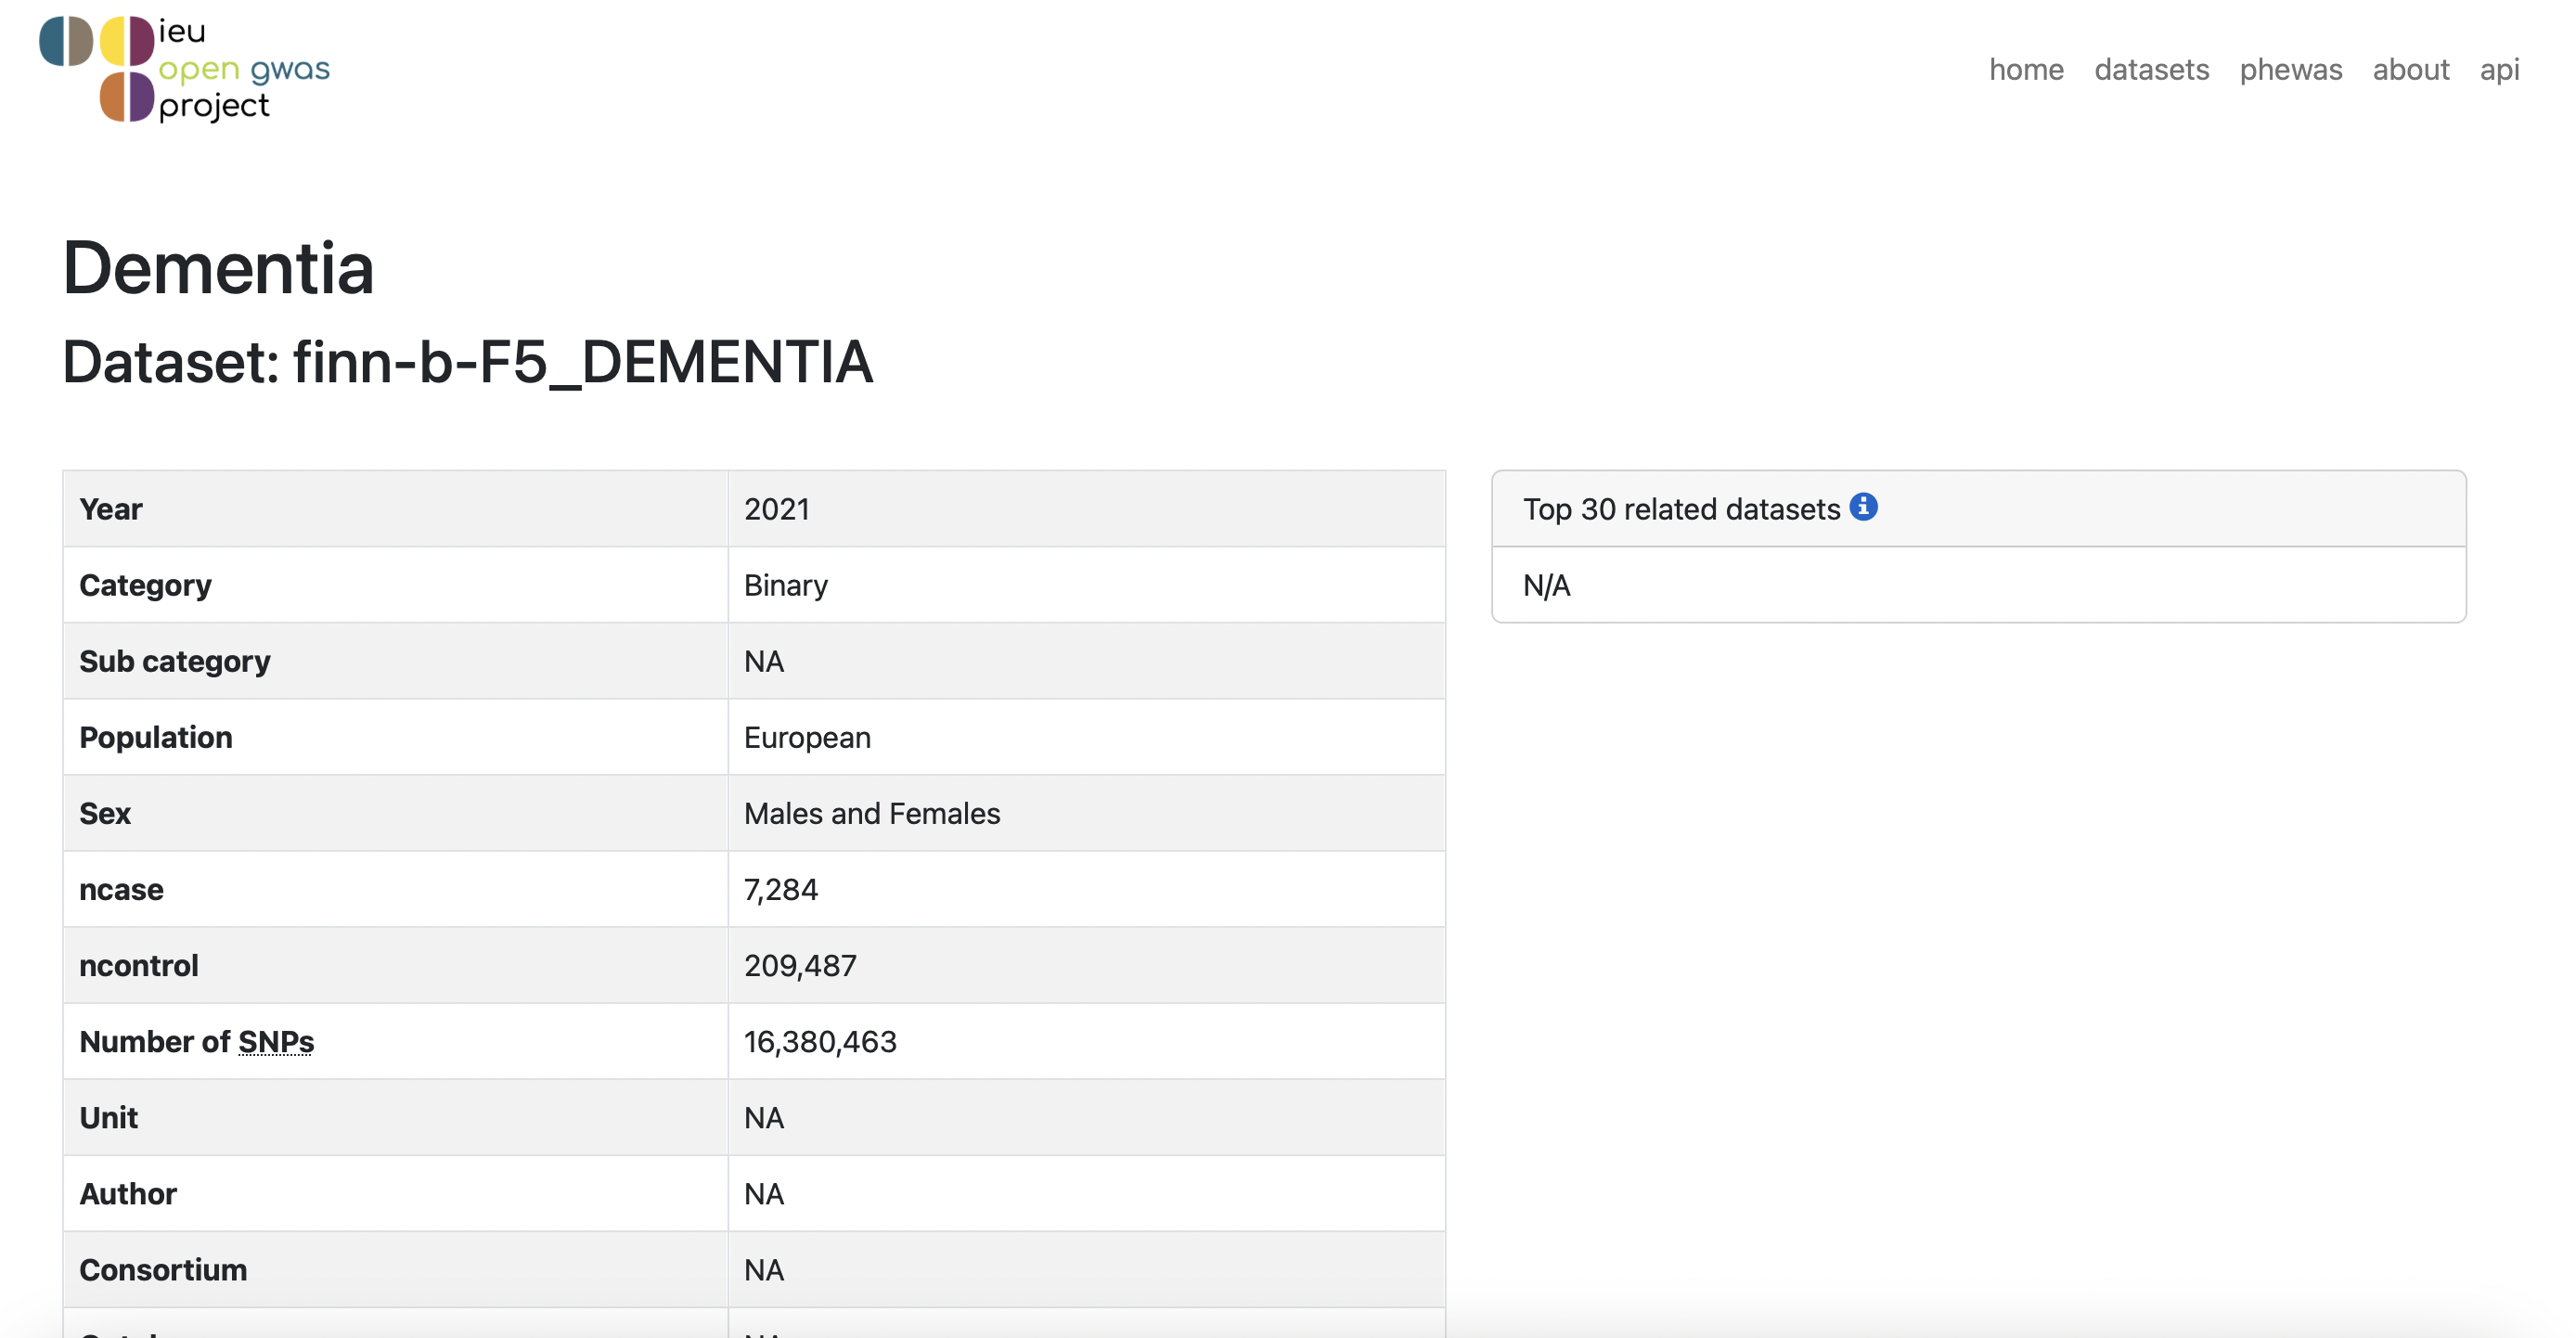 ieu
open gwas
project
home datasets phewas about api
Dementia
Dataset: finn-b-F5_DEMENTIA
Year 2021
Category Binary
Sub category NA
Population European
Sex Males and Females
ncase 7,284
ncontrol 209,487
Number of SNPs 16,380,463
Unit NA
Author NA
Consortium NA
Top 30 related datasets
N/A